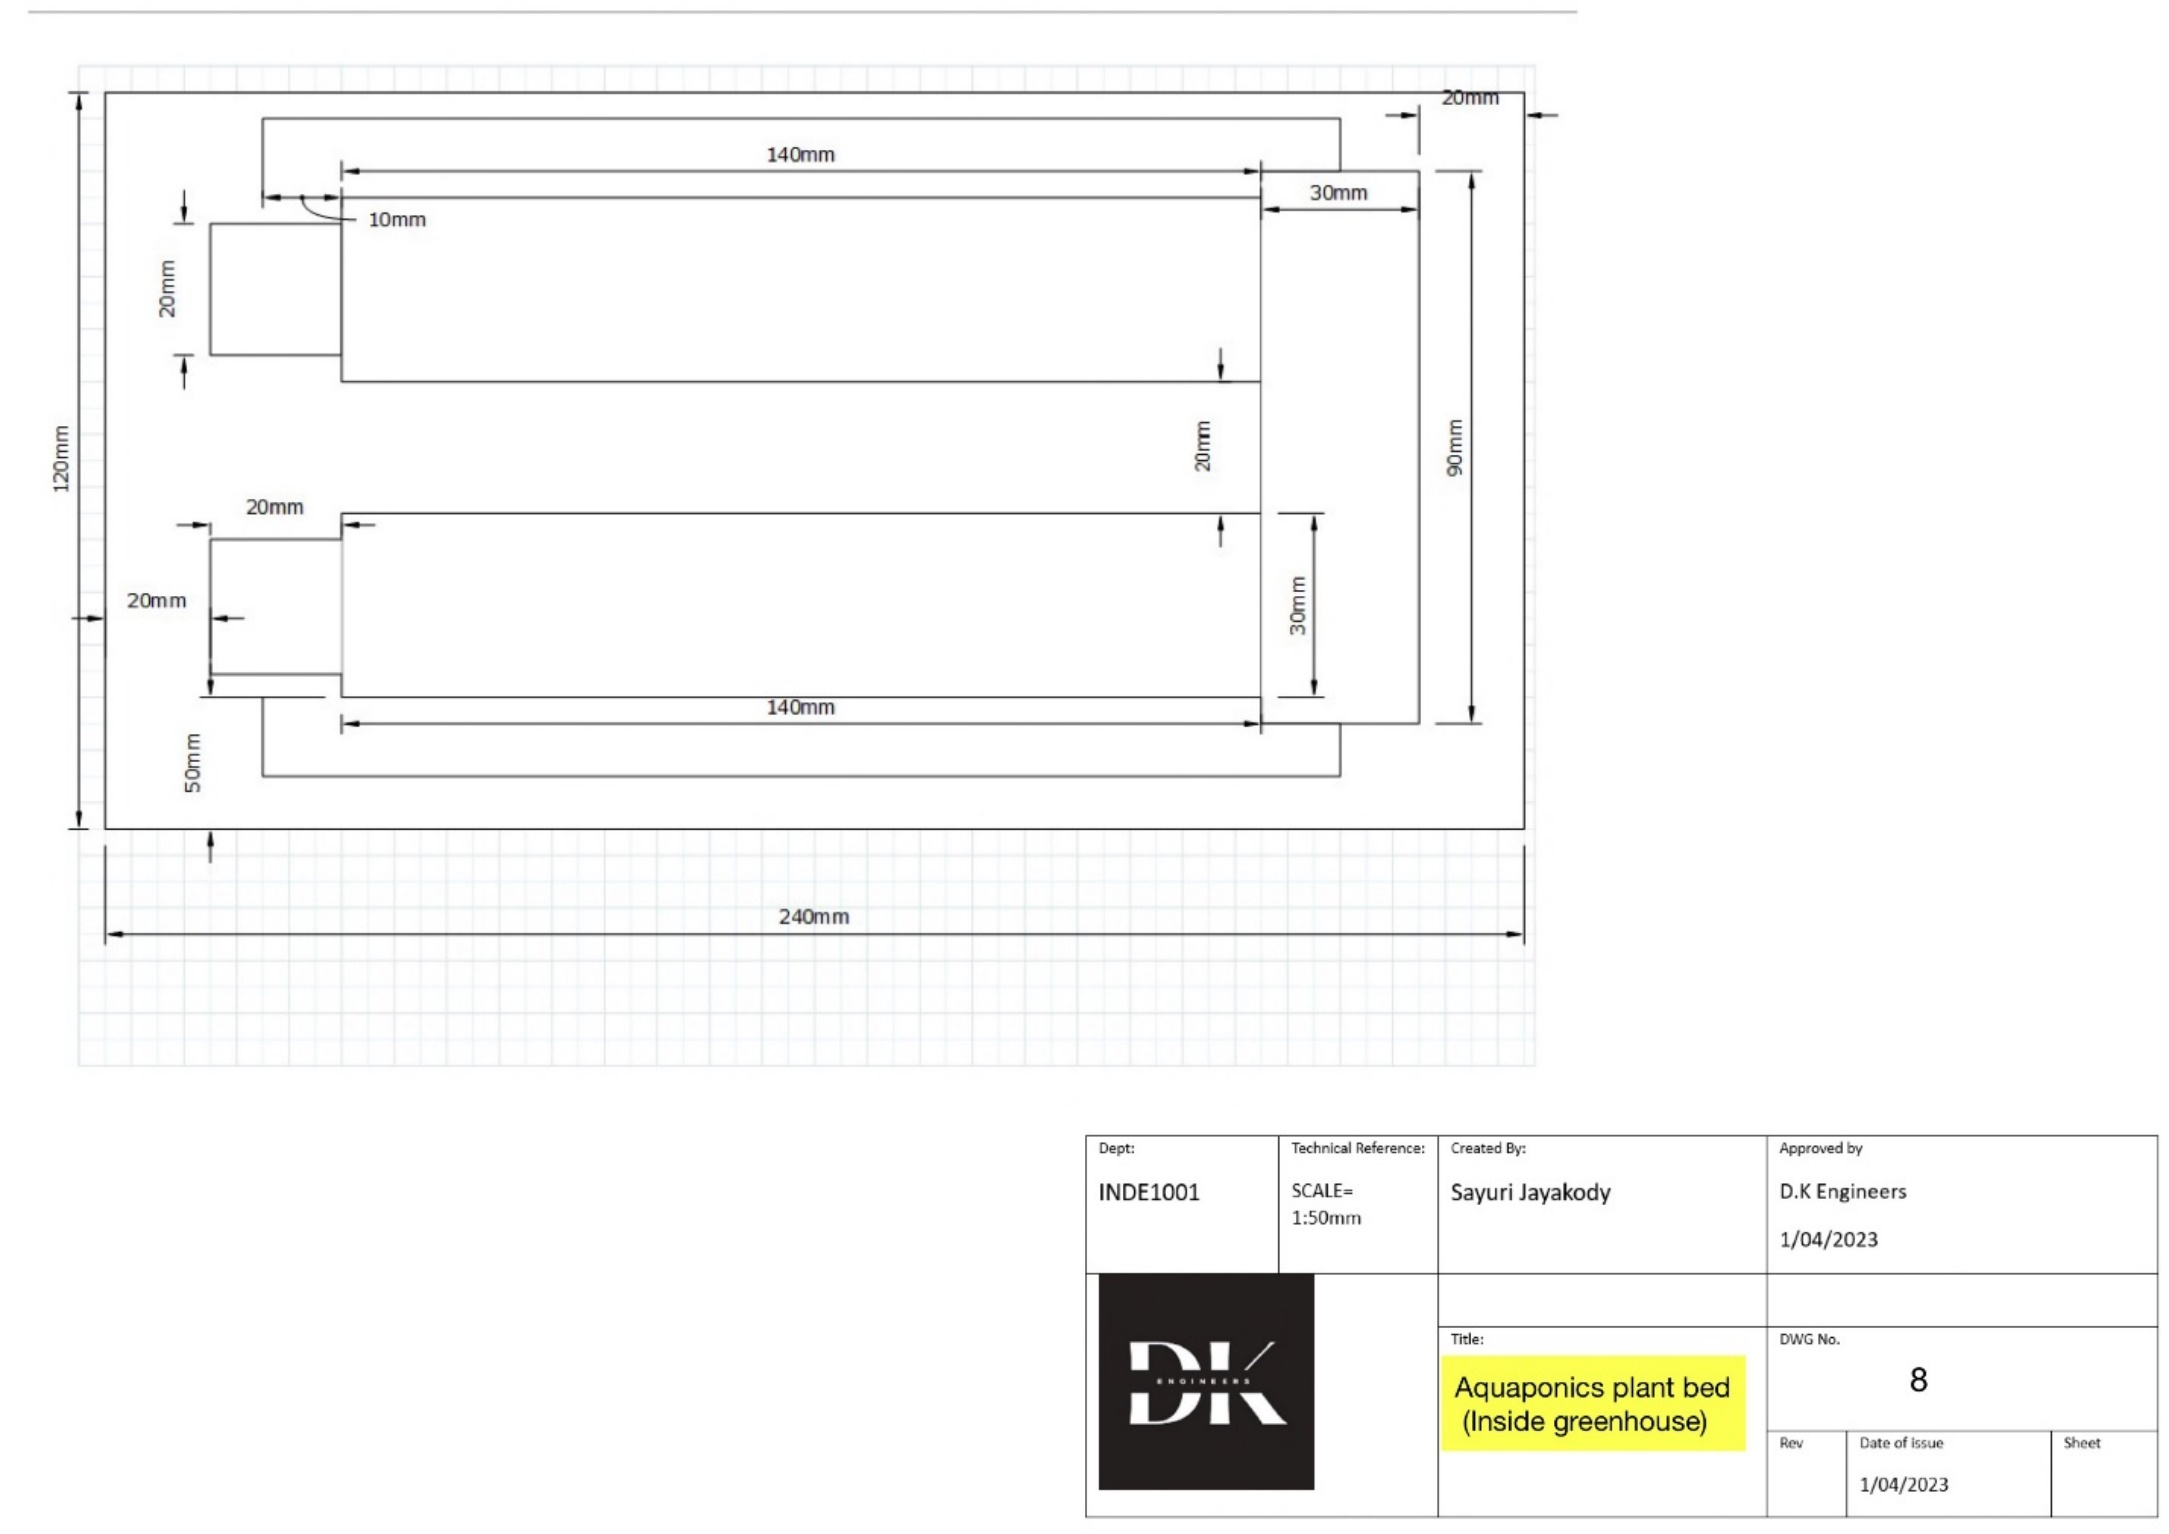 20mm
140mm
30mm
10mm
20mm
120mm
20mm
90mm
20mm
20mm
30mm
140mm
50mm
240mm
Dept:
INDE1001
Technical Reference:
SCALE=
1:50mm
Created By:
Sayuri Jayakody
Approved by
D.K Engineers
1/04/2023
DK
ENGINEERS
Title:
Aquaponics plant bed
(Inside greenhouse)
DWG No.
8
Rev
Date of issue
1/04/2023
Sheet